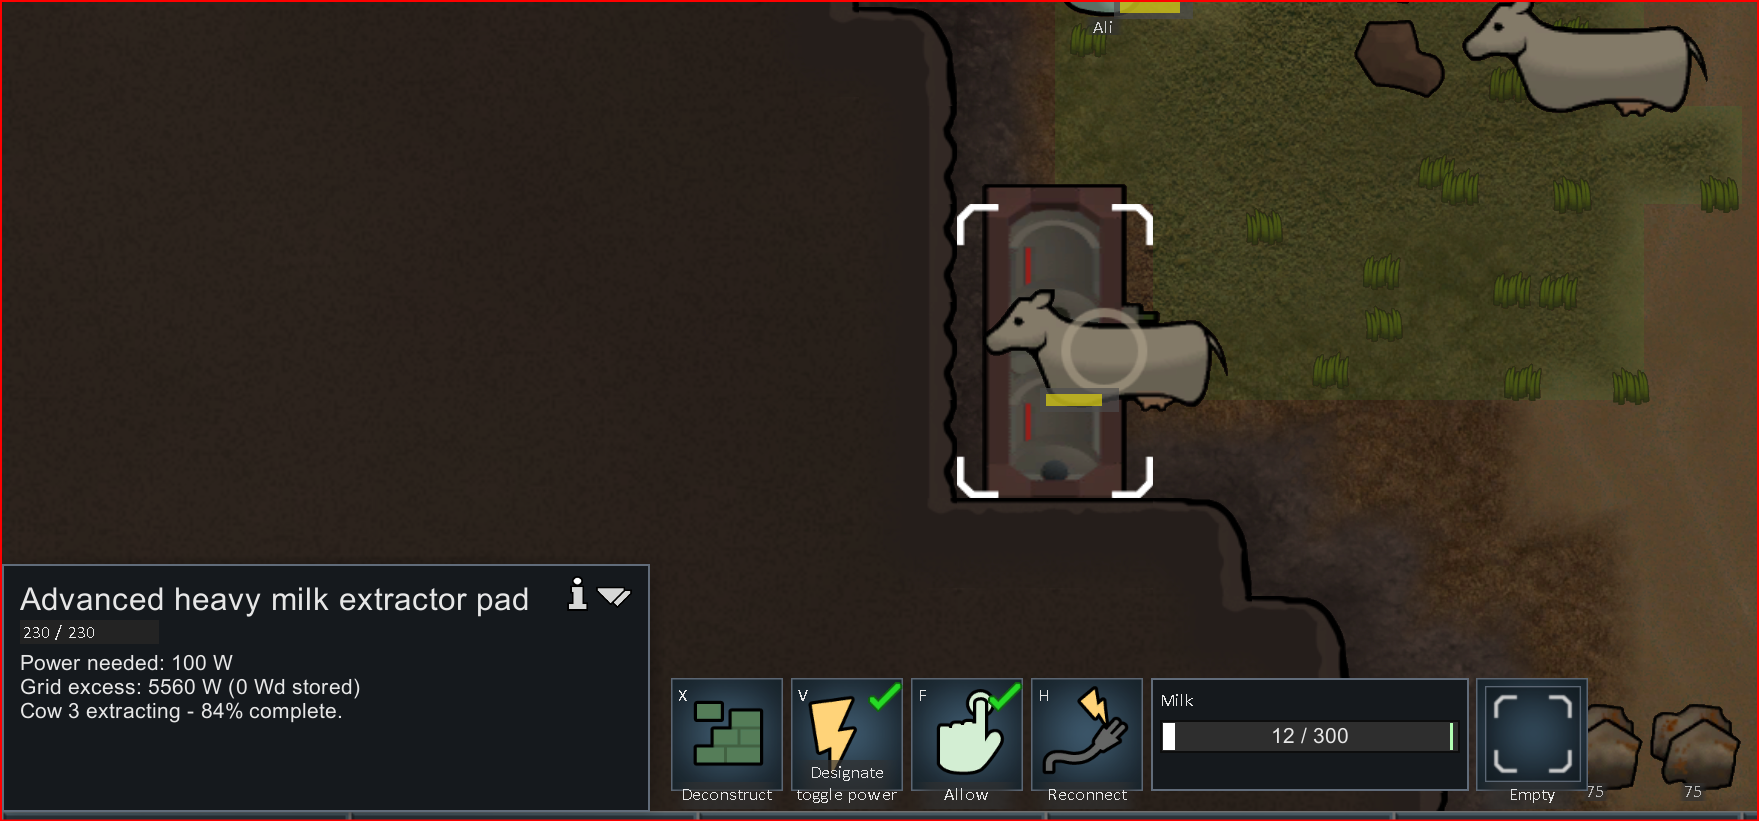 Ali
Advanced heavy milk extractor pad
230 / 230
Power needed: 100 W
Grid excess: 5560 W (0 Wd stored)
Cow 3 extracting - 84% complete.
X
Deconstruct
V
Designate
toggle power
F
Allow
H
Reconnect
Milk
12 / 300
Empty
75
75